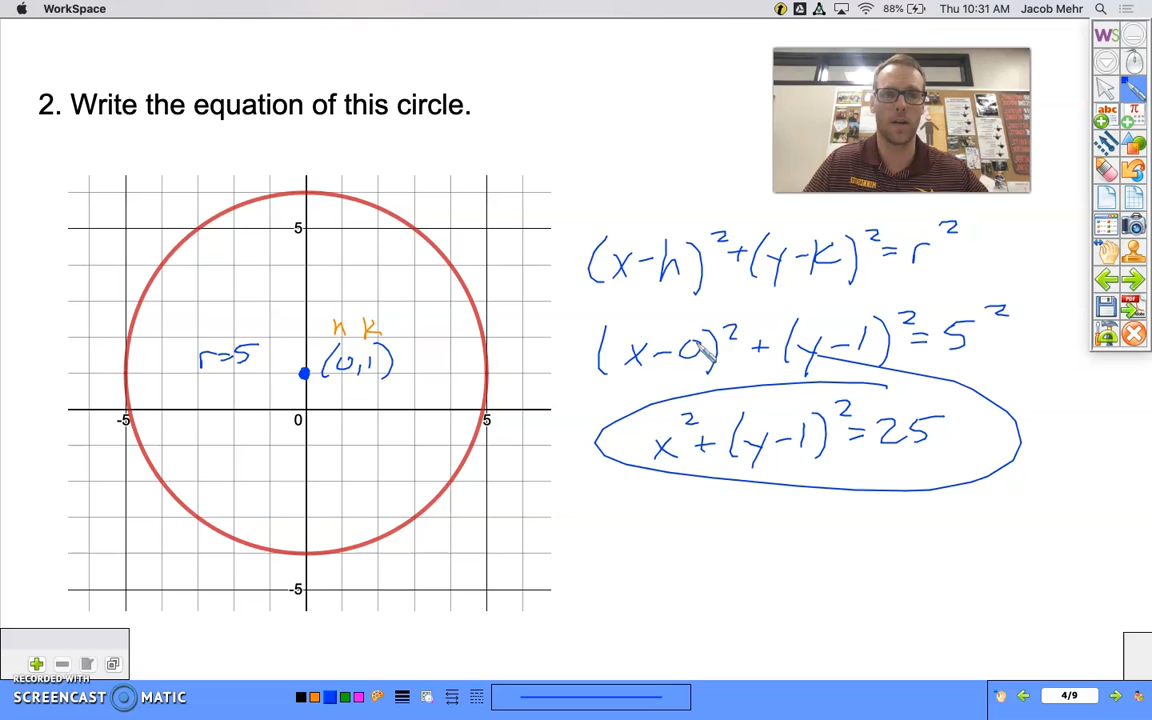 WorkSpace
88%
Thu 10:31 AM
Jacob Mehr
WS
2. Write the equation of this circle.
abc
π
5
(x-h)²+(y-k)²=r²
h k
r=5
(0,1)
(x-0)²+(y-1)²=5²
-5
0
5
x²+(y-1)²=25
-5
RECORDED WITH
SCREENCAST MATIC
4/9